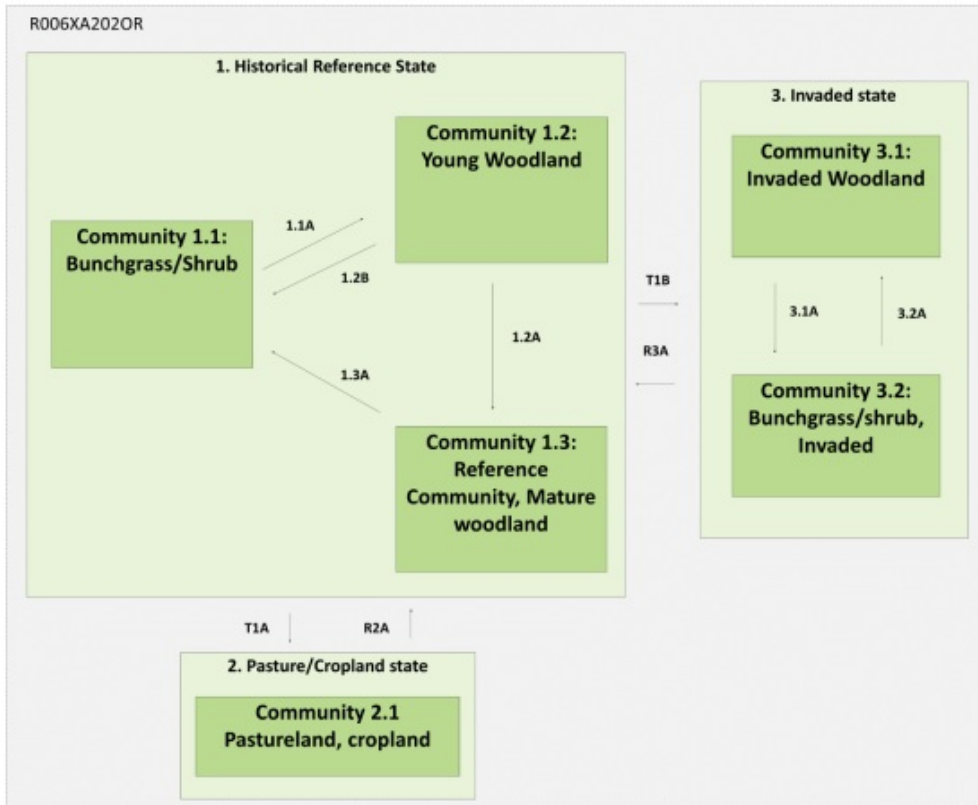 R006XA202OR
1. Historical Reference State
Community 1.2:
Young Woodland
Community 1.1:
Bunchgrass/Shrub
1.1A
1.2B
1.2A
1.3A
Community 1.3:
Reference
Community, Mature
woodland
T1B
R3A
3. Invaded state
Community 3.1:
Invaded Woodland
3.1A
3.2A
Community 3.2:
Bunchgrass/shrub,
Invaded
T1A
R2A
2. Pasture/Cropland state
Community 2.1
Pastureland, cropland